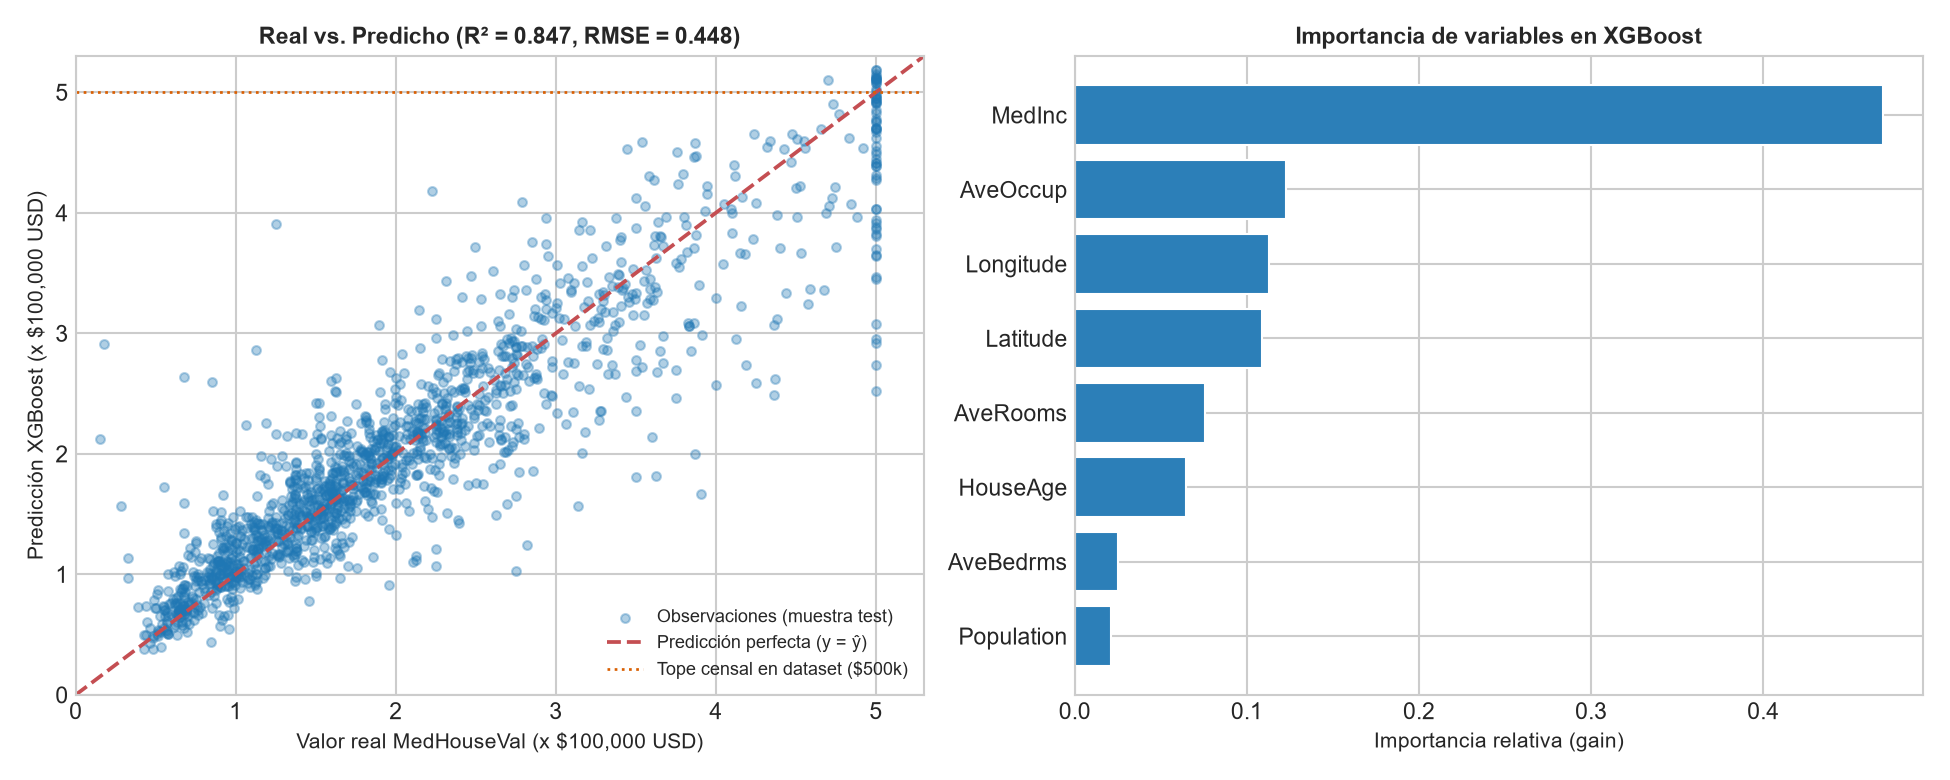 Real vs. Predicho (R² = 0.847, RMSE = 0.448)
Predicción XGBoost (x $100,000 USD)
5
4
3
2
1
0
0 1 2 3 4 5
Valor real MedHouseVal (x $100,000 USD)
Observaciones (muestra test)
Predicción perfecta (y = ŷ)
Tope censal en dataset ($500k)
Importancia de variables en XGBoost
MedInc
AveOccup
Longitude
Latitude
AveRooms
HouseAge
AveBedrms
Population
0.0 0.1 0.2 0.3 0.4
Importancia relativa (gain)